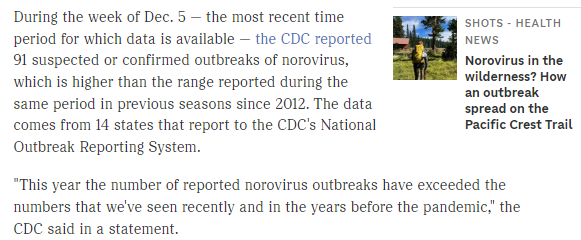 During the week of Dec. 5 — the most recent time
period for which data is available — the CDC reported
91 suspected or confirmed outbreaks of norovirus,
which is higher than the range reported during the
same period in previous seasons since 2012. The data
comes from 14 states that report to the CDC's National
Outbreak Reporting System.
"This year the number of reported norovirus outbreaks have exceeded the
numbers that we've seen recently and in the years before the pandemic," the
CDC said in a statement.
SHOTS - HEALTH
NEWS
Norovirus in the
wilderness? How
an outbreak
spread on the
Pacific Crest Trail